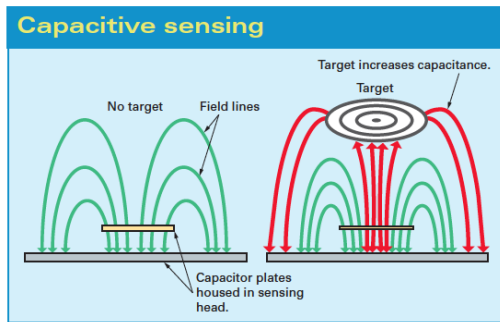 Capacitive sensing
Target increases capacitance.
Target
No target
Field lines
Capacitor plates
housed in sensing
head.